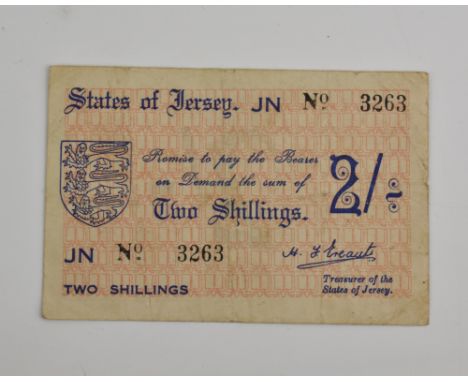 States of Jersey. JN Nº 3263
Promise to pay the Bearer
on Demand the sum of
Two Shillings.
2/-
JN Nº 3263
H. F. Ereaut
TWO SHILLINGS
Treasurer of the
States of Jersey.